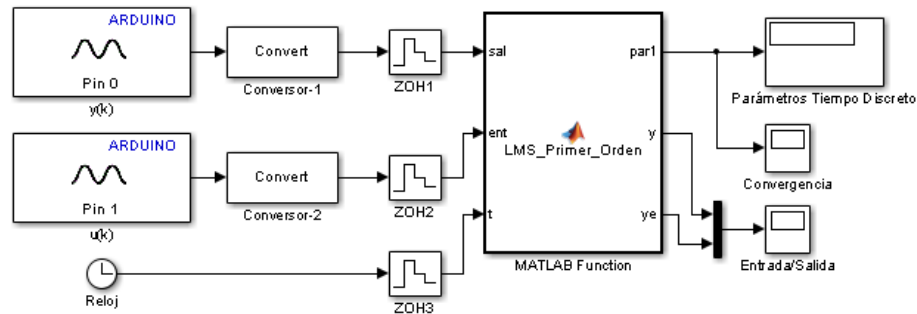 ARDUINO
Pin 0
y(k)
Convert
Conversor-1
ZOH1
sal
par1
Parámetros Tiempo Discreto
ARDUINO
Pin 1
u(k)
Convert
Conversor-2
ZOH2
ent
LMS_Primer_Orden
y
Convergencia
t
ye
MATLAB Function
Entrada/Salida
Reloj
ZOH3